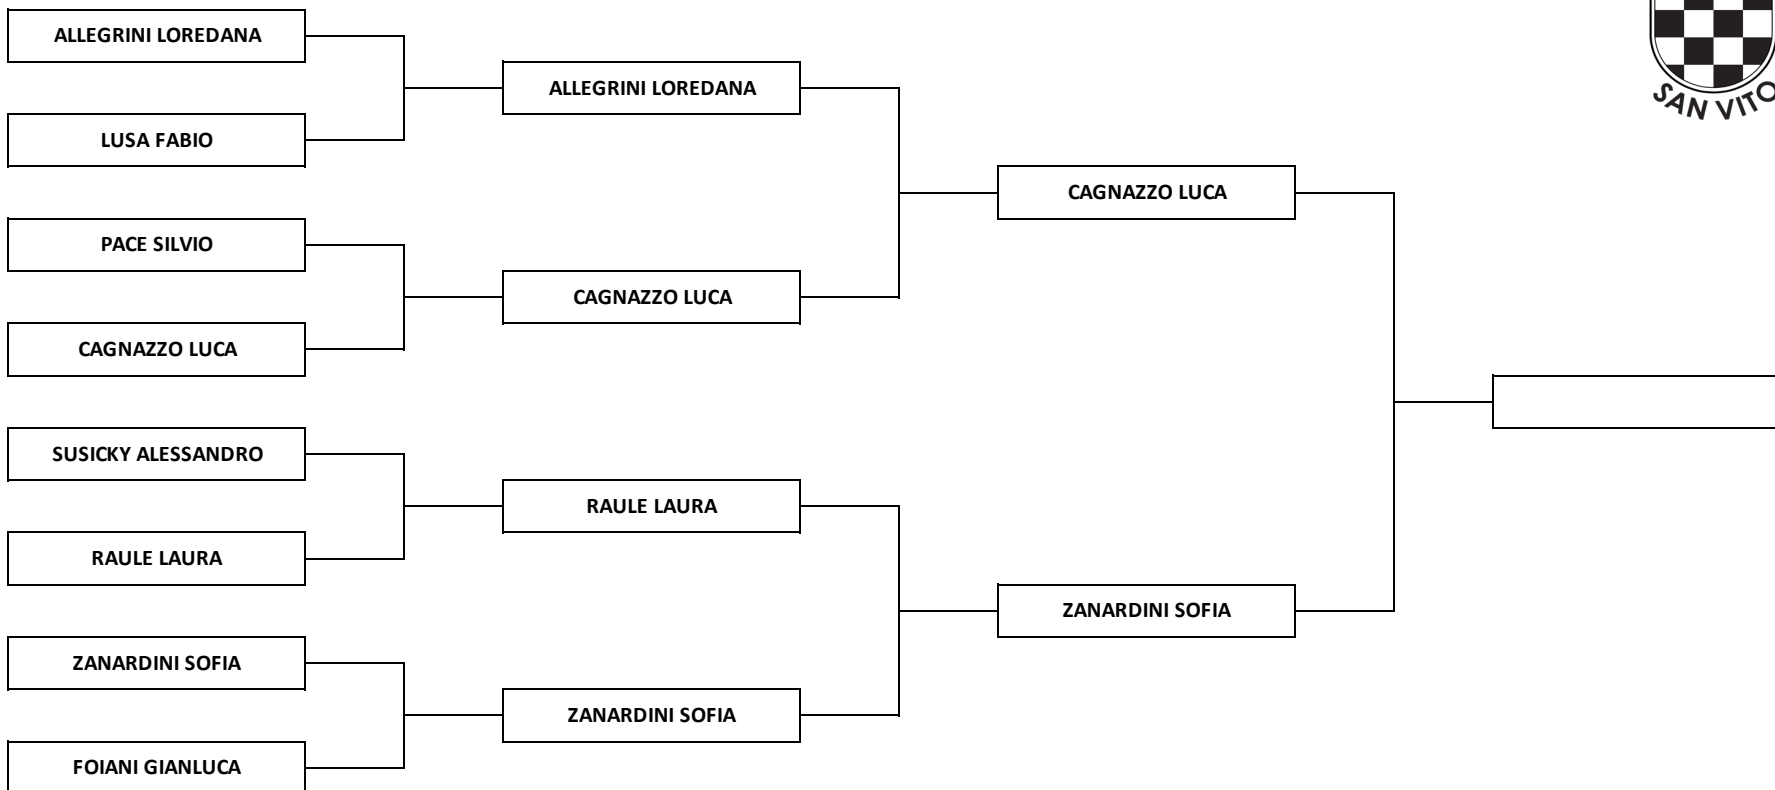 ALLEGRINI LOREDANA
LUSA FABIO
PACE SILVIO
CAGNAZZO LUCA
SUSICKY ALESSANDRO
RAULE LAURA
ZANARDINI SOFIA
FOIANI GIANLUCA
ALLEGRINI LOREDANA
CAGNAZZO LUCA
RAULE LAURA
ZANARDINI SOFIA
CAGNAZZO LUCA
ZANARDINI SOFIA
SAN VITO